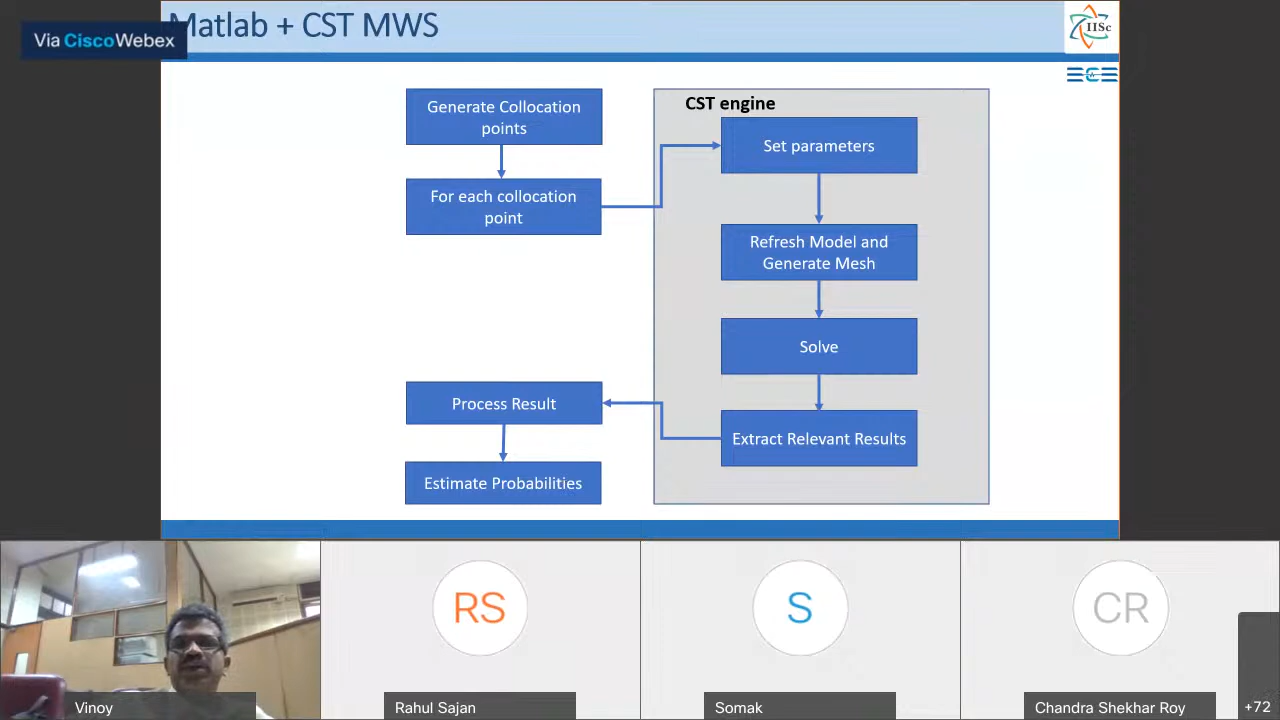 Matlab + CST MWS
Via CiscoWebex
IISc
ECE
Generate Collocation
points
For each collocation
point
CST engine
Set parameters
Refresh Model and
Generate Mesh
Solve
Extract Relevant Results
Process Result
Estimate Probabilities
RS
S
CR
Vinoy
Rahul Sajan
Somak
Chandra Shekhar Roy
+72